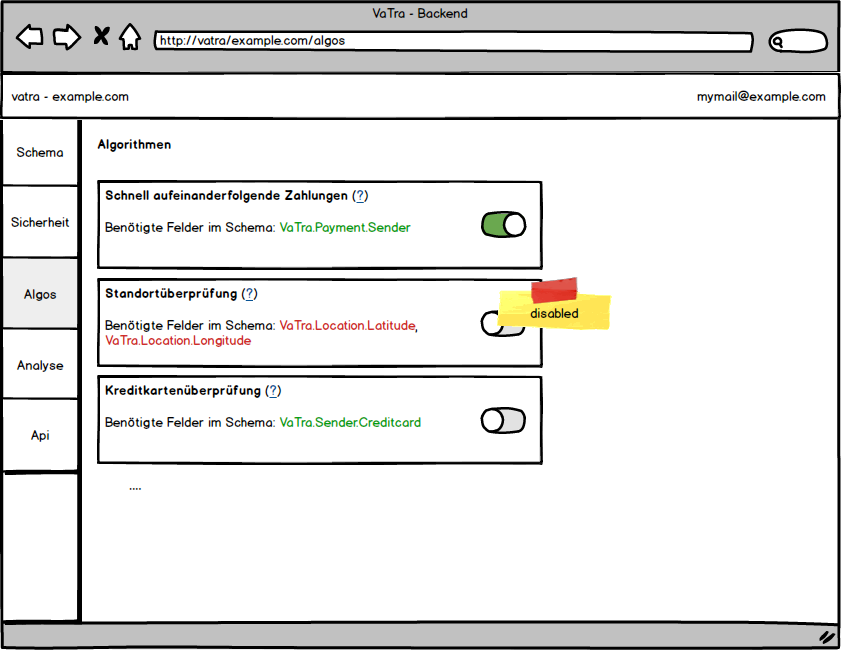 VaTra - Backend
http://vatra/example.com/algos
vatra - example.com
mymail@example.com
Schema
Sicherheit
Algos
Analyse
Api
Algorithmen
Schnell aufeinanderfolgende Zahlungen (?)
Benötigte Felder im Schema: VaTra.Payment.Sender
Standortüberprüfung (?)
Benötigte Felder im Schema: VaTra.Location.Latitude,
VaTra.Location.Longitude
disabled
Kreditkartenüberprüfung (?)
Benötigte Felder im Schema: VaTra.Sender.Creditcard
....